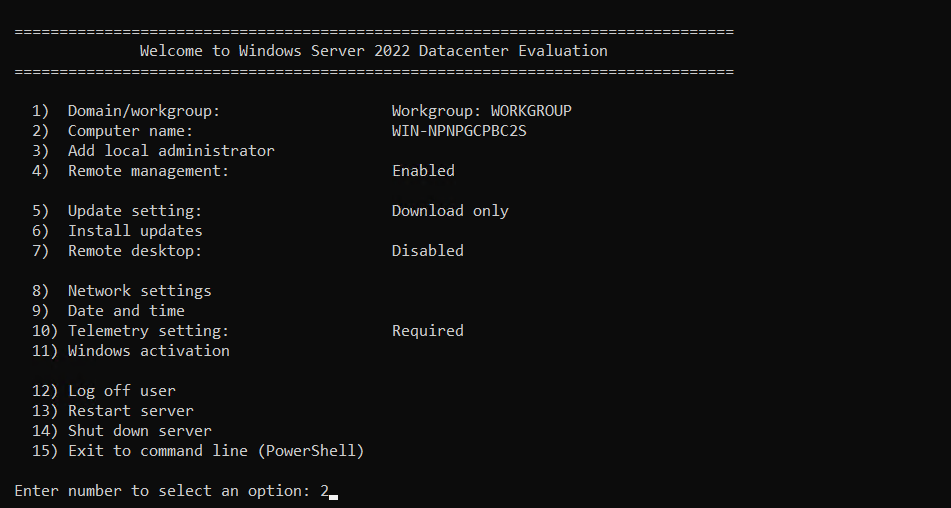 ================================================================================
Welcome to Windows Server 2022 Datacenter Evaluation
================================================================================
1) Domain/workgroup: Workgroup: WORKGROUP
2) Computer name: WIN-NPNPGCPBC2S
3) Add local administrator
4) Remote management: Enabled
5) Update setting: Download only
6) Install updates
7) Remote desktop: Disabled
8) Network settings
9) Date and time
10) Telemetry setting: Required
11) Windows activation
12) Log off user
13) Restart server
14) Shut down server
15) Exit to command line (PowerShell)
Enter number to select an option: 2_